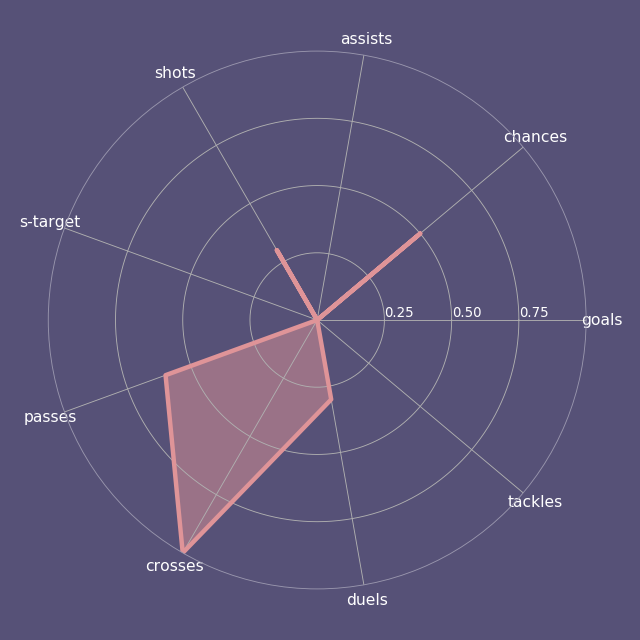 assists
shots
chances
s-target
0.25 0.50 0.75
goals
passes
tackles
crosses
duels